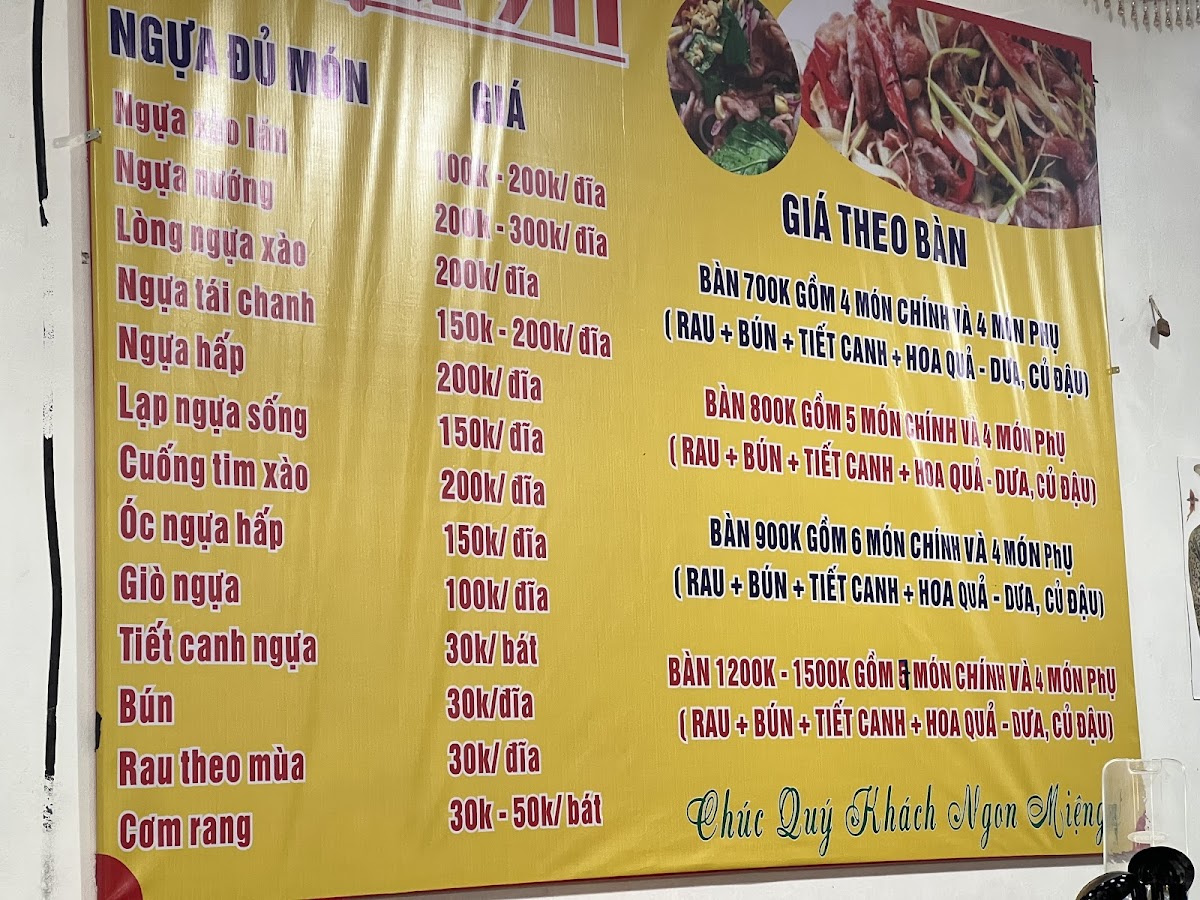 NGỰA ĐỦ MÓN
GIÁ
Ngựa xào lăn 100k - 200k/ đĩa
Ngựa nướng 200k - 300k/ đĩa
Lòng ngựa xào 200k/ đĩa
Ngựa tái chanh 150k - 200k/ đĩa
Ngựa hấp 200k/ đĩa
Lạp ngựa sống 150k/ đĩa
Cuống tim xào 200k/ đĩa
Óc ngựa hấp 150k/ đĩa
Giò ngựa 100k/ đĩa
Tiết canh ngựa 30k/ bát
Bún 30k/đĩa
Rau theo mùa 30k/ đĩa
Cơm rang 30k - 50k/ bát
GIÁ THEO BÀN
BÀN 700K GỒM 4 MÓN CHÍNH VÀ 4 MÓN PHỤ
( RAU + BÚN + TIẾT CANH + HOA QUẢ - DƯA, CỦ ĐẬU)
BÀN 800K GỒM 5 MÓN CHÍNH VÀ 4 MÓN PhỤ
( RAU + BÚN + TIẾT CANH + HOA QUẢ - DƯA, CỦ ĐẬU)
BÀN 900K GỒM 6 MÓN CHÍNH VÀ 4 MÓN PhỤ
( RAU + BÚN + TIẾT CANH + HOA QUẢ - DƯA, CỦ ĐẬU)
BÀN 1200K - 1500K GỒM MÓN CHÍNH VÀ 4 MÓN PhỤ
( RAU + BÚN + TIẾT CANH + HOA QUẢ - DƯA, CỦ ĐẬU)
Chúc Quý Khách Ngon Miệng